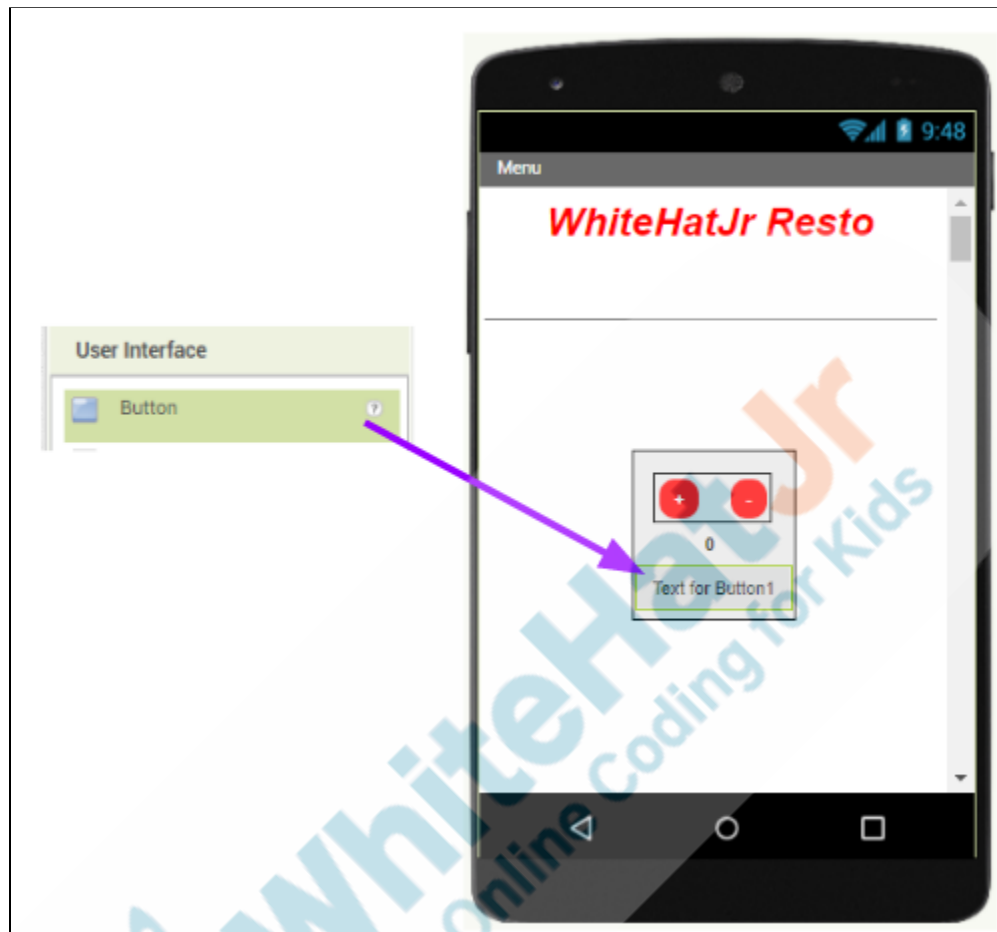 9:48
Menu
WhiteHatJr Resto
User Interface
Button
?
+ -
0
Text for Button1
WhiteHat Jr
online Coding for Kids